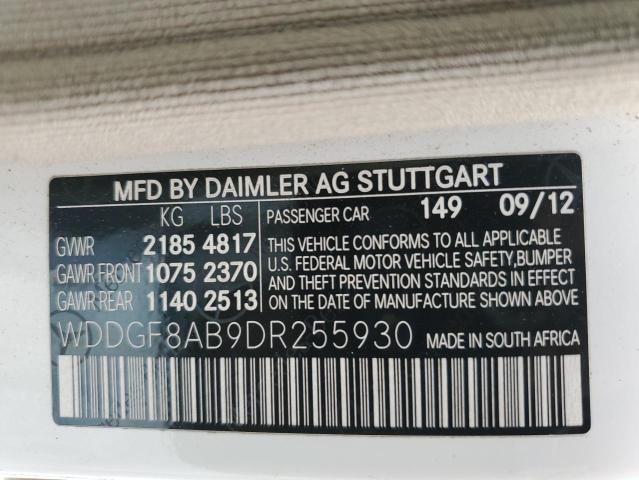 MFD BY DAIMLER AG STUTTGART
KG LBS PASSENGER CAR 149 09/12
GVWR 2185 4817 THIS VEHICLE CONFORMS TO ALL APPLICABLE
U.S. FEDERAL MOTOR VEHICLE SAFETY,BUMPER
GAWR FRONT 1075 2370 AND THEFT PREVENTION STANDARDS IN EFFECT
GAWR REAR 1140 2513 ON THE DATE OF MANUFACTURE SHOWN ABOVE.
WDDGF8AB9DR255930 MADE IN SOUTH AFRICA